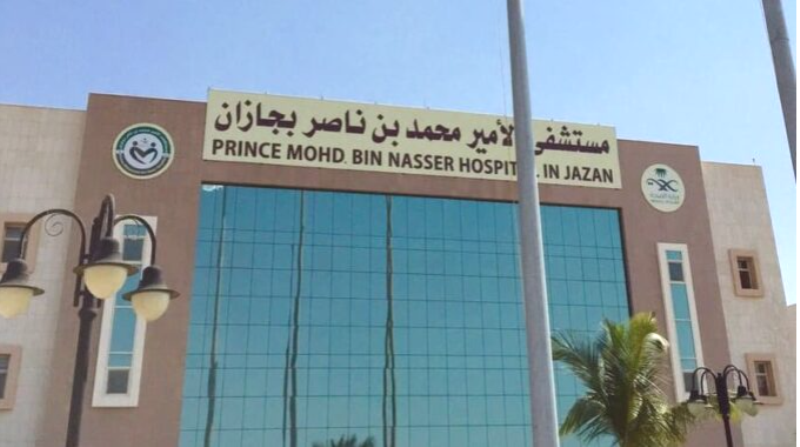 مستشفى الأمير محمد بن ناصر بجازان
PRINCE MOHD. BIN NASSER HOSPITAL IN JAZAN